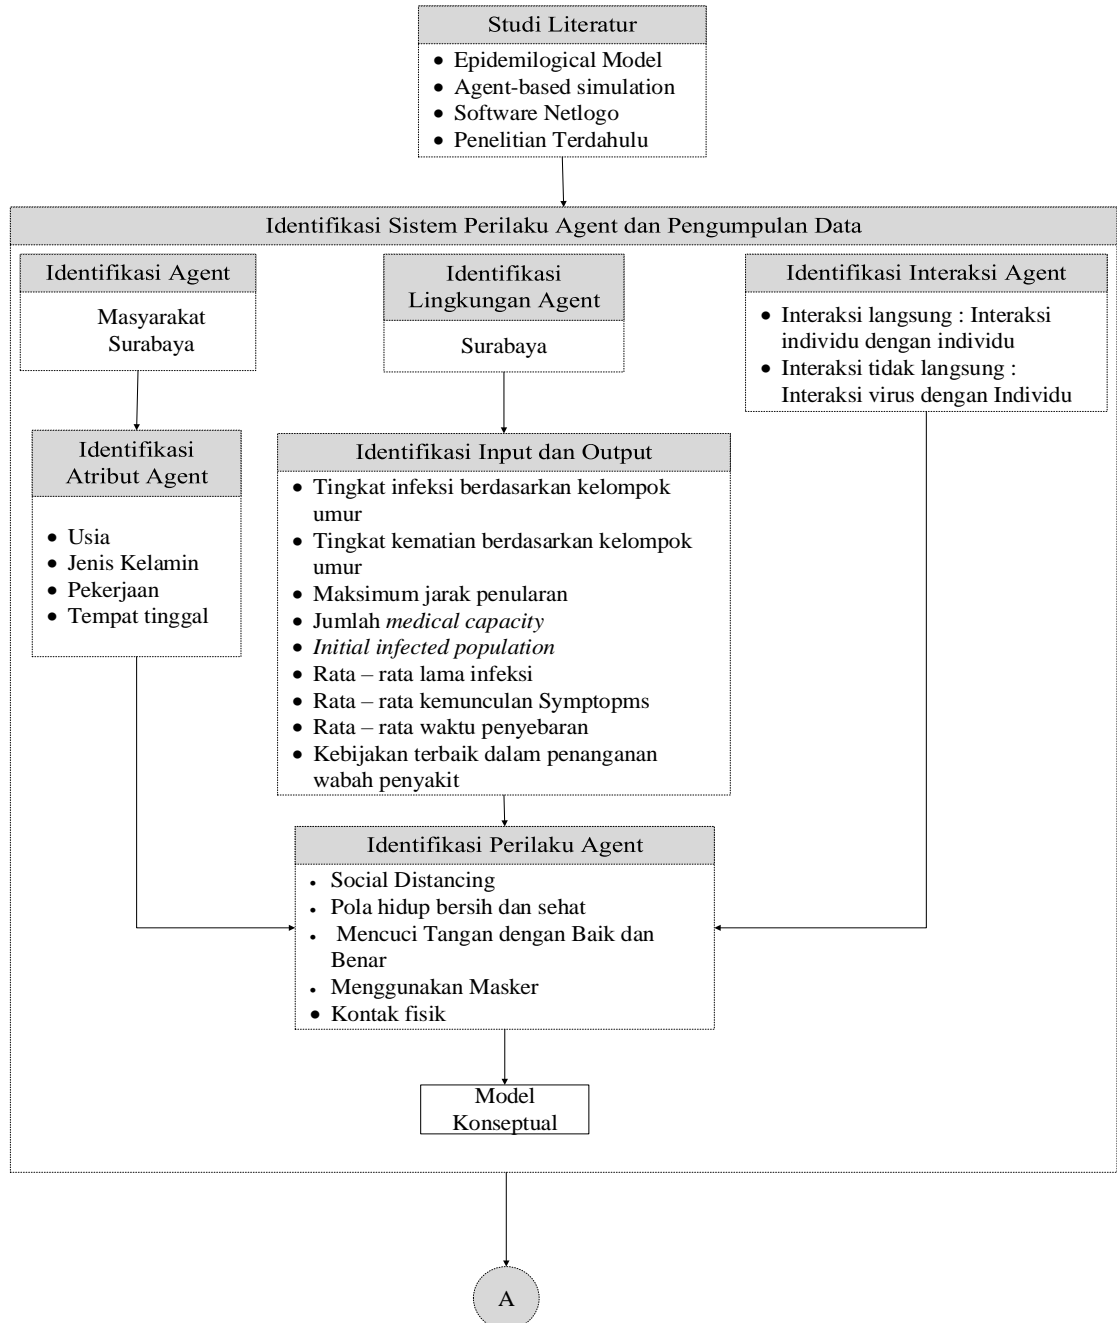 Studi Literatur
• Epidemilogical Model
• Agent-based simulation
• Software Netlogo
• Penelitian Terdahulu
Identifikasi Sistem Perilaku Agent dan Pengumpulan Data
Identifikasi Agent
Masyarakat
Surabaya
Identifikasi
Lingkungan Agent
Surabaya
Identifikasi Interaksi Agent
• Interaksi langsung : Interaksi
individu dengan individu
• Interaksi tidak langsung :
Interaksi virus dengan Individu
Identifikasi
Atribut Agent
• Usia
• Jenis Kelamin
• Pekerjaan
• Tempat tinggal
Identifikasi Input dan Output
• Tingkat infeksi berdasarkan kelompok
umur
• Tingkat kematian berdasarkan kelompok
umur
• Maksimum jarak penularan
• Jumlah medical capacity
• Initial infected population
• Rata – rata lama infeksi
• Rata – rata kemunculan Symptopms
• Rata – rata waktu penyebaran
• Kebijakan terbaik dalam penanganan
wabah penyakit
Identifikasi Perilaku Agent
• Social Distancing
• Pola hidup bersih dan sehat
• Mencuci Tangan dengan Baik dan
Benar
• Menggunakan Masker
• Kontak fisik
Model
Konseptual
A